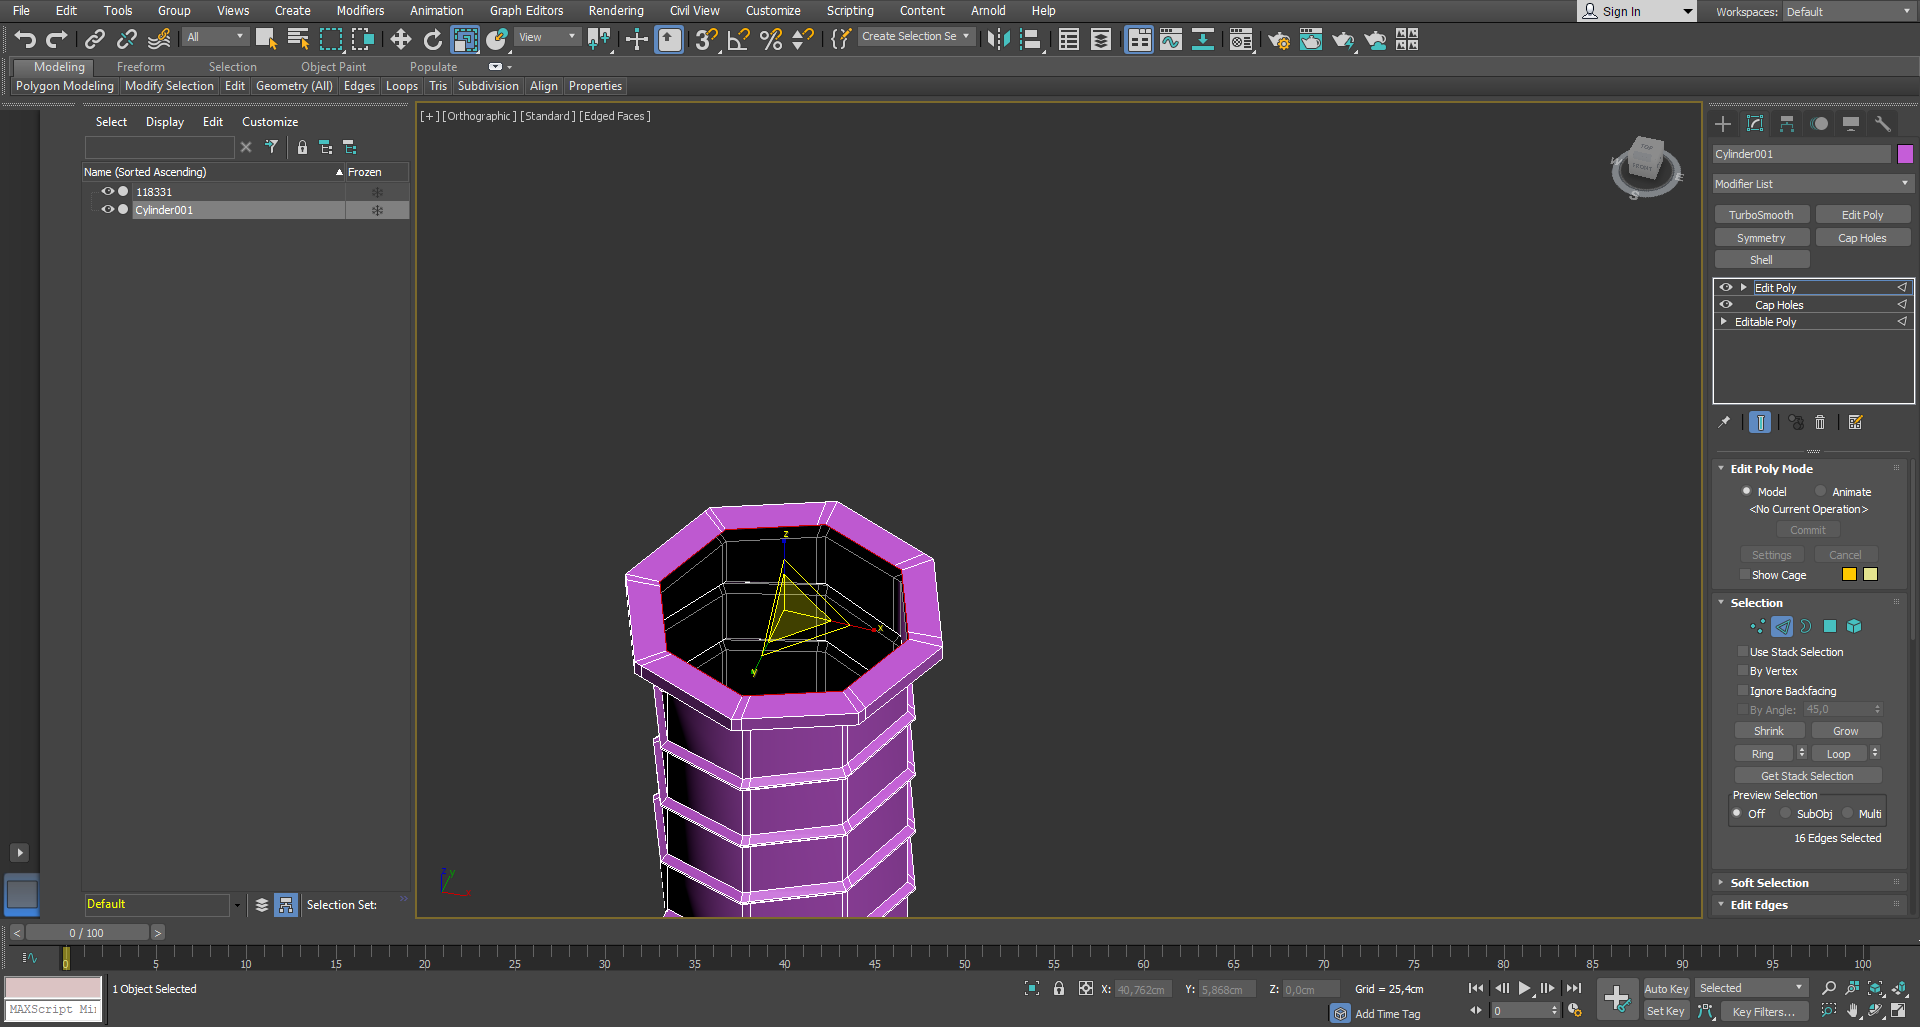 File Edit Tools Group Views Create Modifiers Animation Graph Editors Rendering Civil View Customize Scripting Content Arnold Help Sign In Workspaces: Default
All View Create Selection Se
Modeling Freeform Selection Object Paint Populate
Polygon Modeling Modify Selection Edit Geometry (All) Edges Loops Tris Subdivision Align Properties
Select Display Edit Customize
Name (Sorted Ascending) Frozen
118331
Cylinder001
Default Selection Set:
[+] [Orthographic] [Standard] [Edged Faces]
TOP
FRONT
W
S
E
z
x
y
z
y
x
Cylinder001
Modifier List
TurboSmooth Edit Poly
Symmetry Cap Holes
Shell
Edit Poly
Cap Holes
Editable Poly
Edit Poly Mode
Model Animate
<No Current Operation>
Commit
Settings Cancel
Show Cage
Selection
Use Stack Selection
By Vertex
Ignore Backfacing
By Angle: 45,0
Shrink Grow
Ring Loop
Get Stack Selection
Preview Selection
Off SubObj Multi
16 Edges Selected
Soft Selection
Edit Edges
< 0 / 100 >
0 5 10 15 20 25 30 35 40 45 50 55 60 65 70 75 80 85 90 95 100
1 Object Selected X: 40,762cm Y: 5,868cm Z: 0,0cm Grid = 25,4cm Auto Key Selected
MAXScript Mi Add Time Tag 0 Set Key Key Filters...